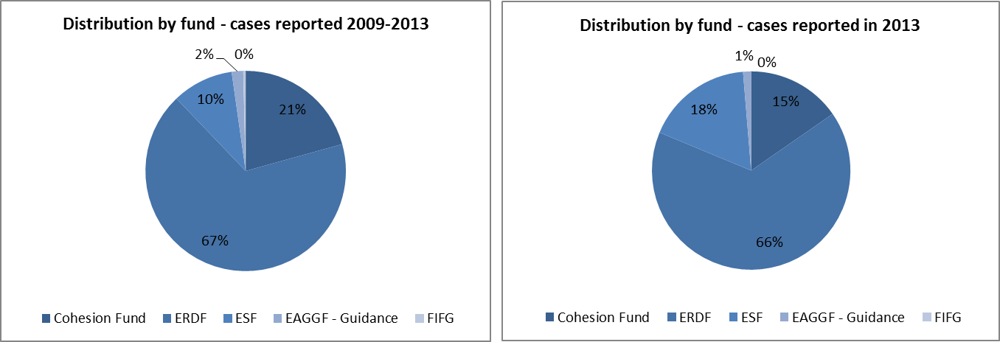 Distribution by fund - cases reported 2009-2013
2% 0%
10%
21%
67%
Cohesion Fund ERDF ESF EAGGF - Guidance FIFG
Distribution by fund - cases reported in 2013
1% 0%
18%
15%
66%
Cohesion Fund ERDF ESF EAGGF - Guidance FIFG